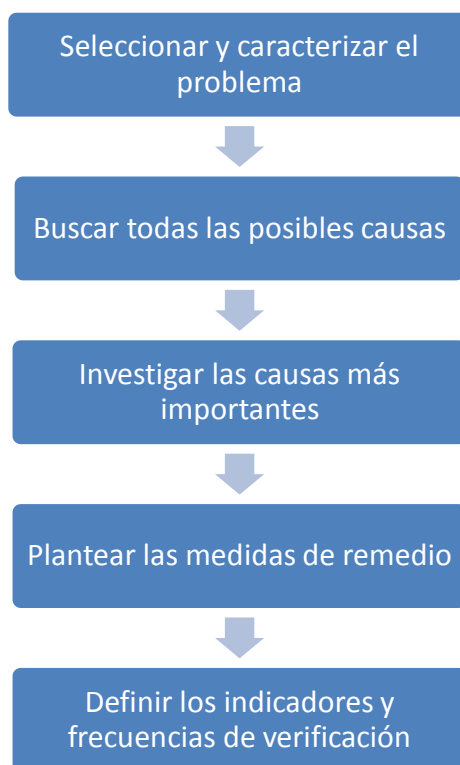 Seleccionar y caracterizar el
problema
Buscar todas las posibles causas
Investigar las causas más
importantes
Plantear las medidas de remedio
Definir los indicadores y
frecuencias de verificación